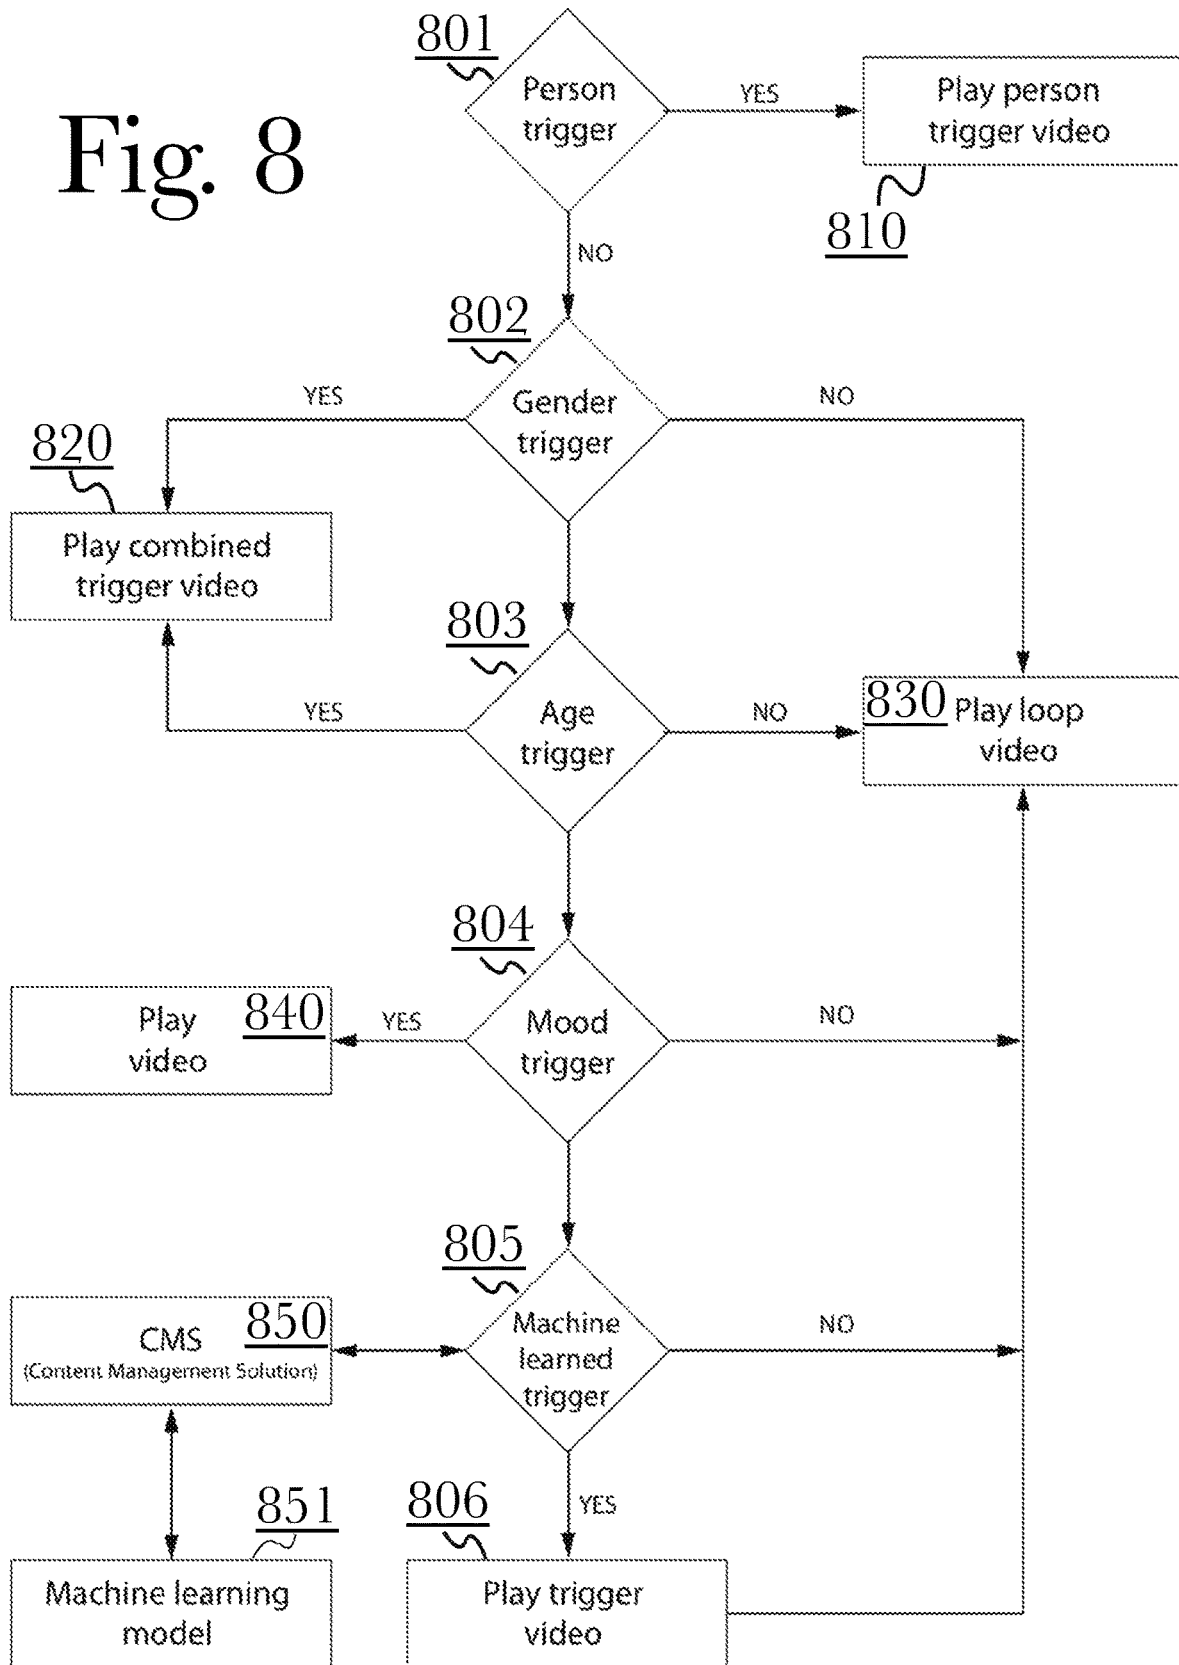 Fig. 8
801
Person
trigger
YES
Play person
trigger video
810
NO
802
Gender
trigger
YES
NO
820
Play combined
trigger video
803
Age
trigger
YES
NO
830
Play loop
video
804
Mood
trigger
YES
NO
Play
video
840
805
Machine
learned
trigger
NO
CMS
(Content Management Solution)
850
YES
851
Machine learning
model
806
Play trigger
video